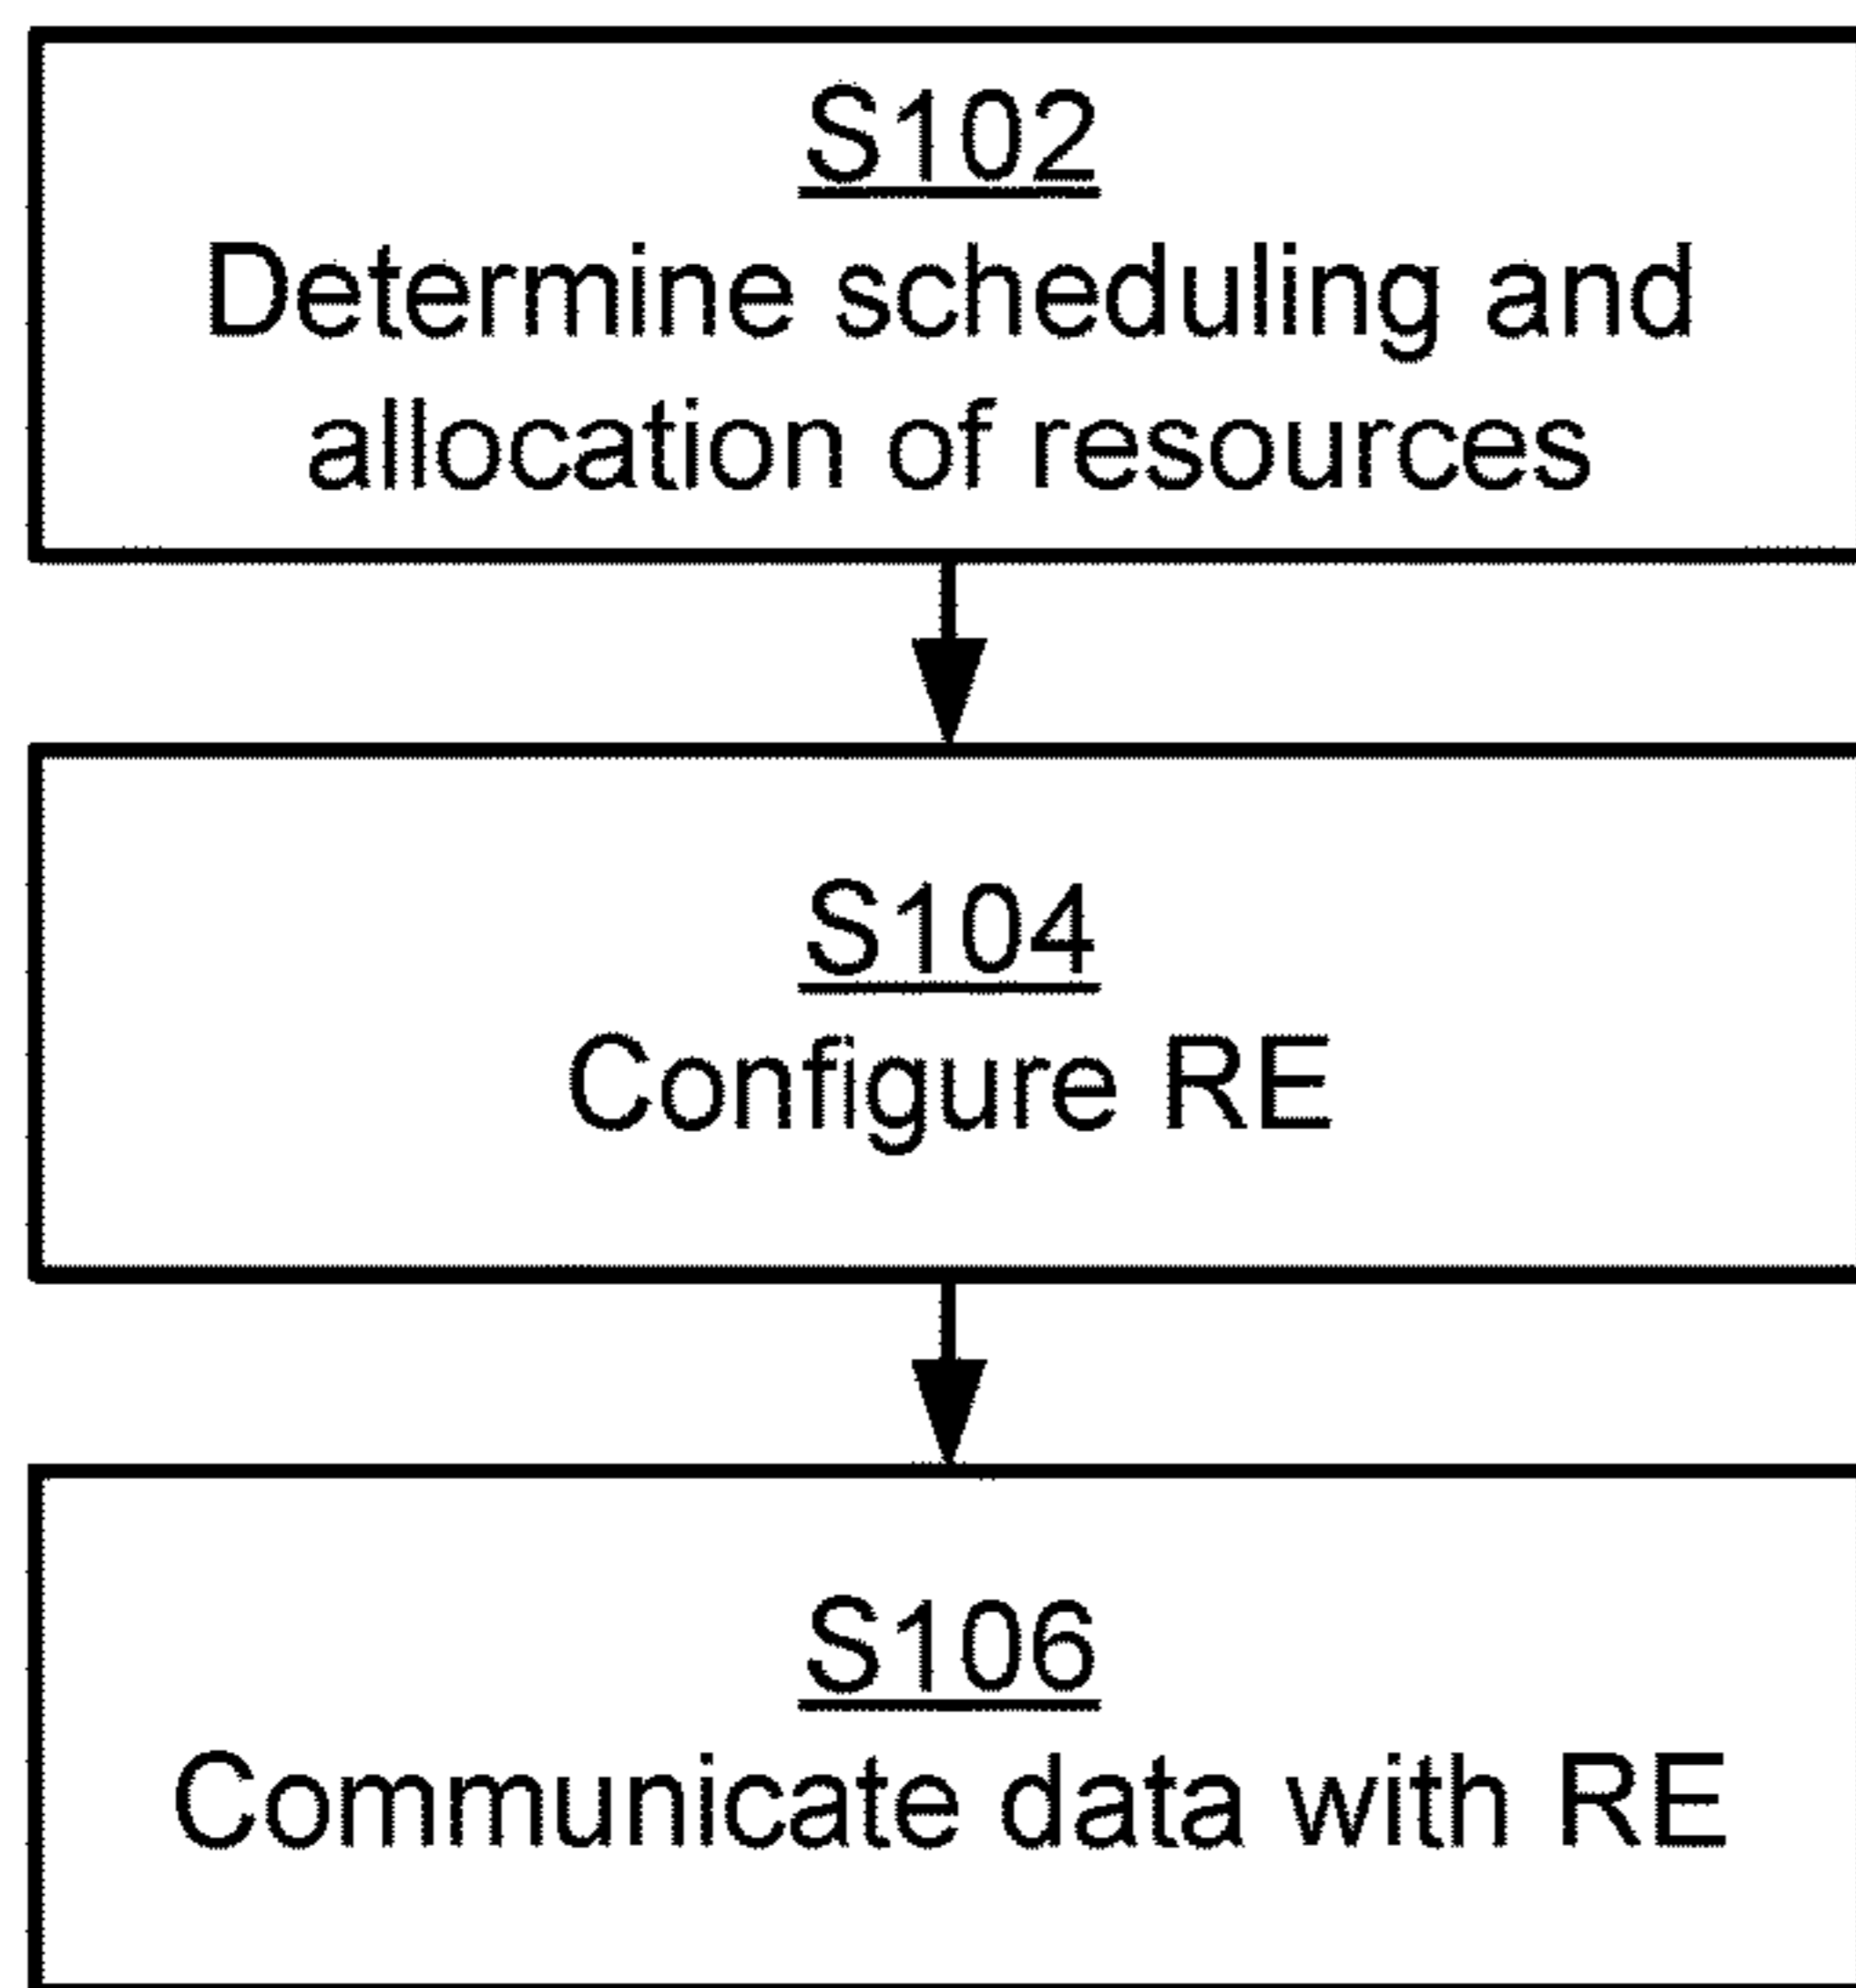 S102
Determine scheduling and
allocation of resources
S104
Configure RE
S106
Communicate data with RE